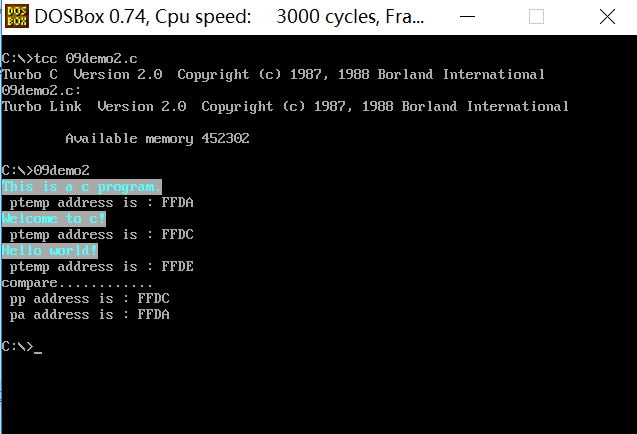 DOS
BOX
DOSBox 0.74, Cpu speed: 3000 cycles, Fra...
C:\>tcc 09demo2.c
Turbo C Version 2.0 Copyright (c) 1987, 1988 Borland International
09demo2.c:
Turbo Link Version 2.0 Copyright (c) 1987, 1988 Borland International
Available memory 452302
C:\>09demo2
This is a c program.
ptemp address is : FFDA
Welcome to c!
ptemp address is : FFDC
Hello world!
ptemp address is : FFDE
compare............
pp address is : FFDC
pa address is : FFDA
C:\>_